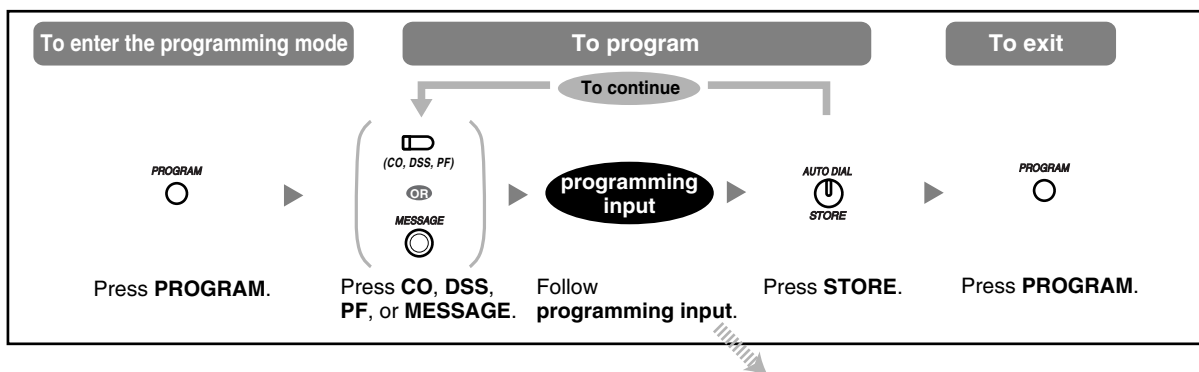 To enter the programming mode
To program
To exit
To continue
PROGRAM
(CO, DSS, PF)
OR
MESSAGE
programming
input
AUTO DIAL
STORE
PROGRAM
Press PROGRAM.
Press CO, DSS,
PF, or MESSAGE.
Follow
programming input.
Press STORE.
Press PROGRAM.